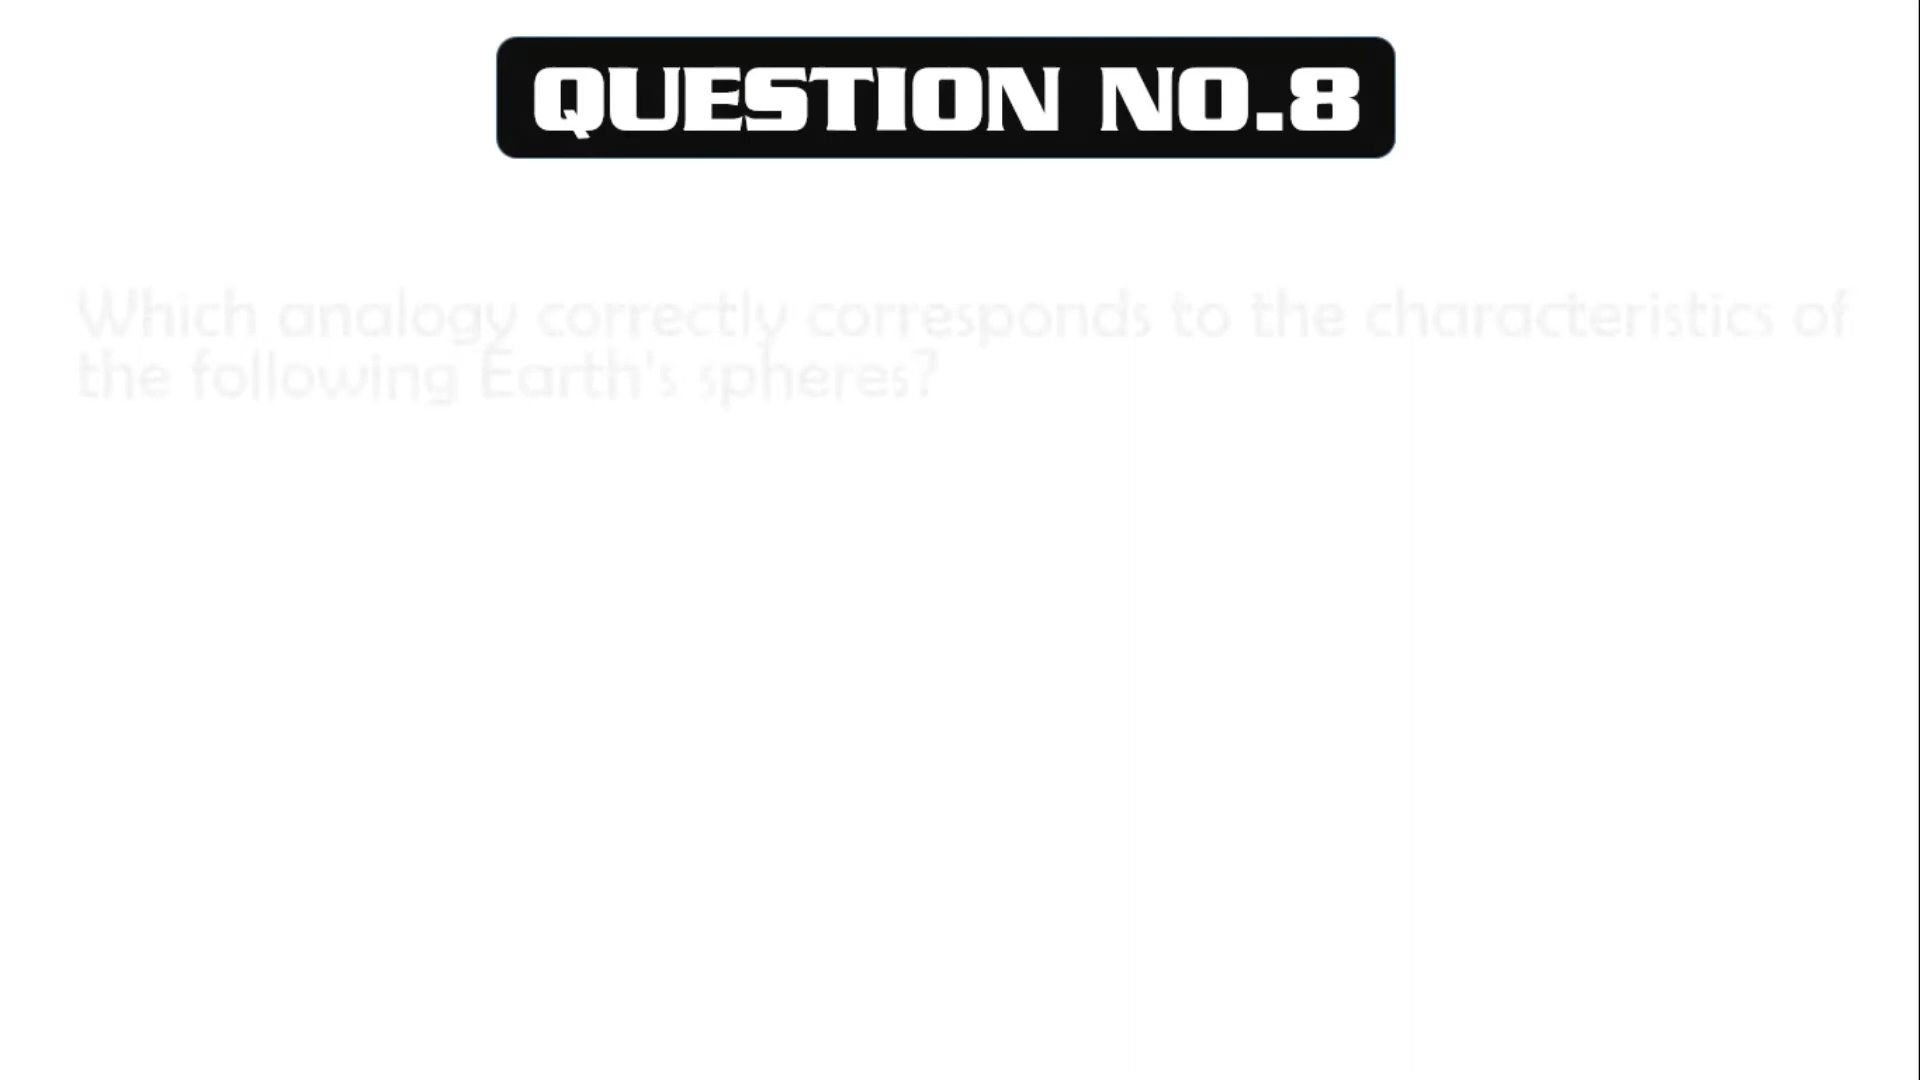 QUESTION NO.8
Which analogy correctly corresponds to the characteristics of
the following Earth's spheres?